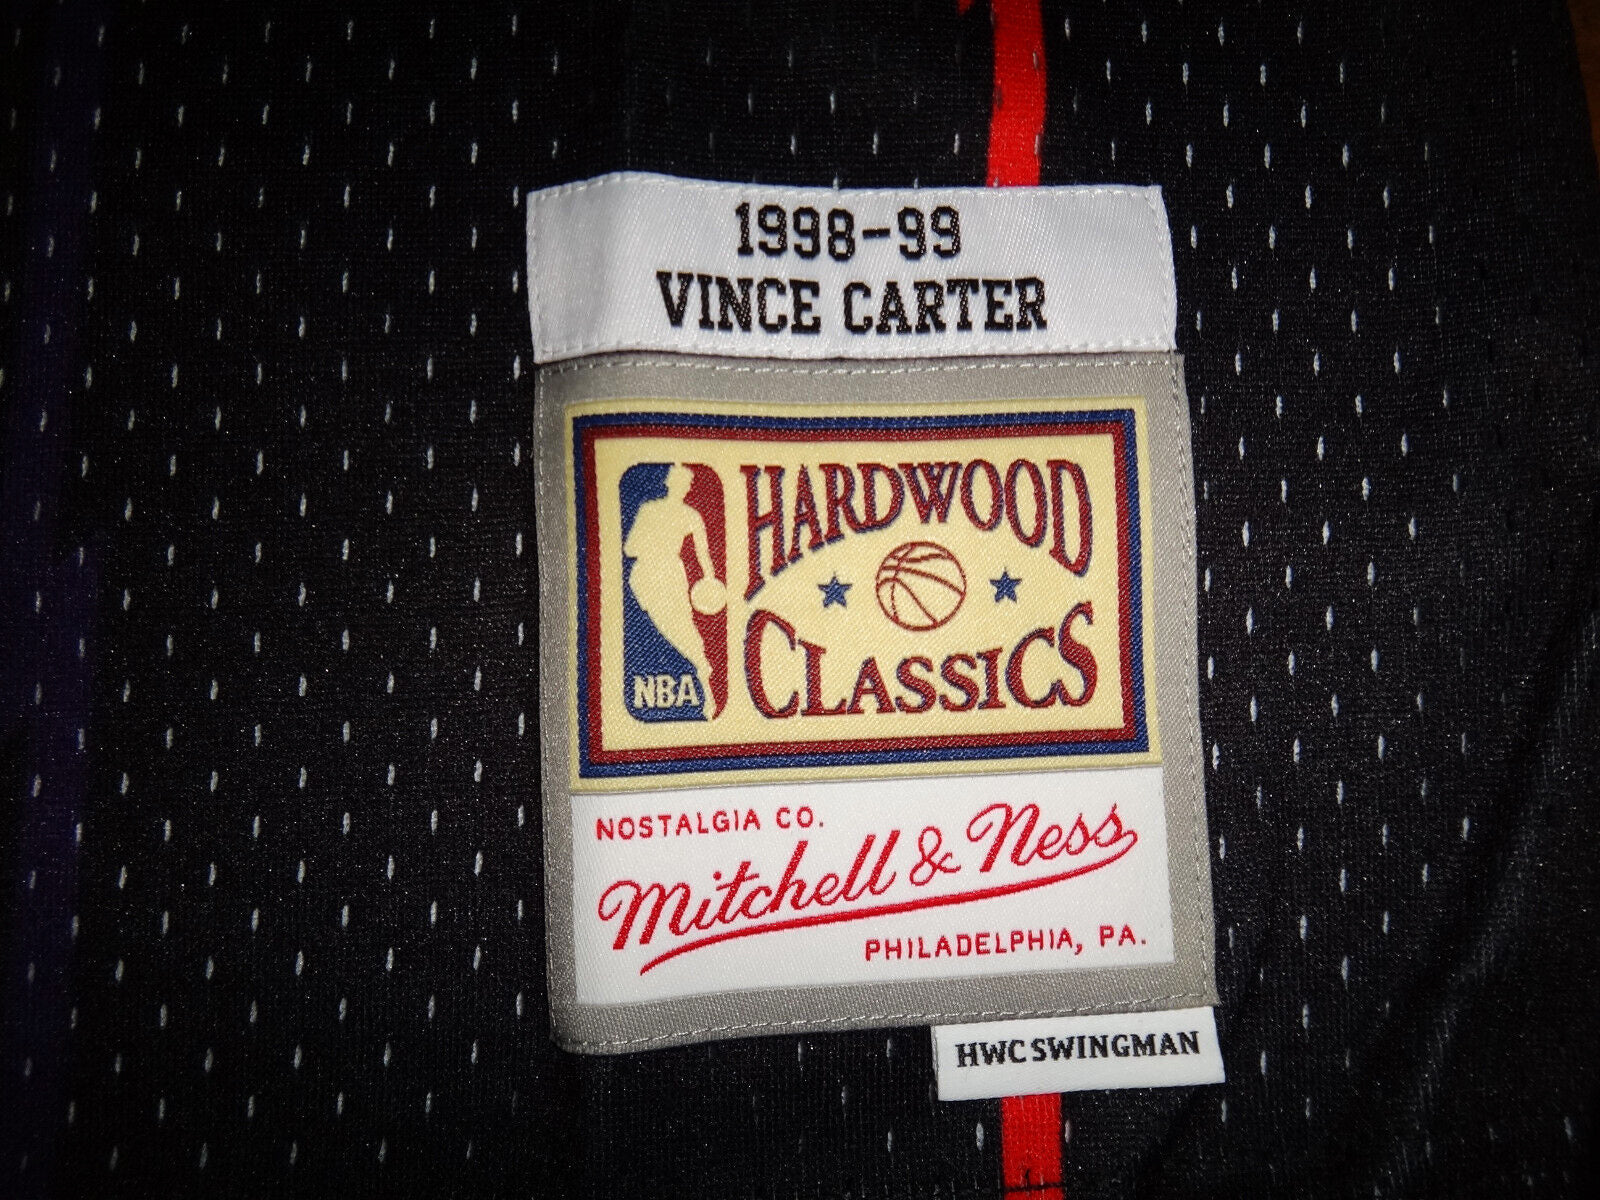 1998-99
VINCE CARTER
HARDWOOD
CLASSICS
NBA
NOSTALGIA CO.
Mitchell & Ness
PHILADELPHIA, PA.
HWC SWINGMAN